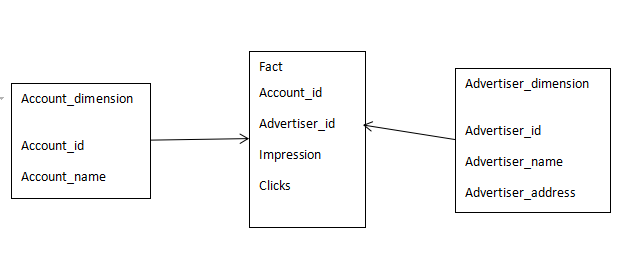 Account_dimension
Account_id
Account_name
Fact
Account_id
Advertiser_id
Impression
Clicks
Advertiser_dimension
Advertiser_id
Advertiser_name
Advertiser_address